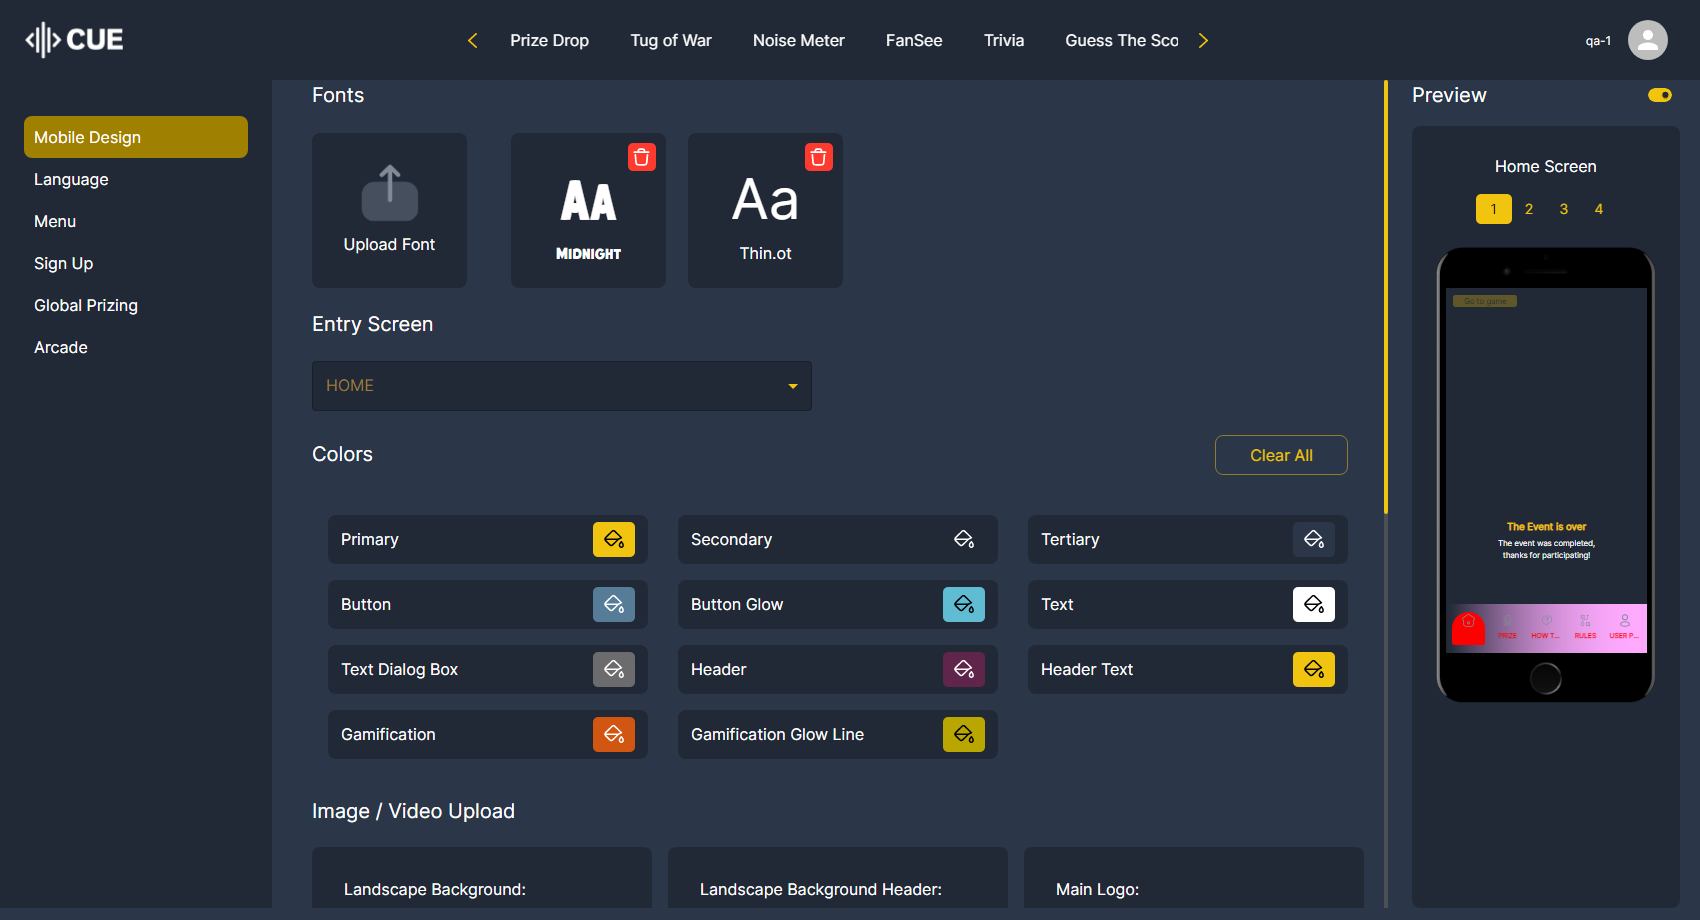 CUE
Prize Drop
Tug of War
Noise Meter
FanSee
Trivia
Guess The Sco
qa-1
Mobile Design
Language
Menu
Sign Up
Global Prizing
Arcade
Fonts
Upload Font
AA
MIDNIGHT
Aa
Thin.ot
Entry Screen
HOME
Colors
Clear All
Primary
Secondary
Tertiary
Button
Button Glow
Text
Text Dialog Box
Header
Header Text
Gamification
Gamification Glow Line
Image / Video Upload
Landscape Background:
Landscape Background Header:
Main Logo:
Preview
Home Screen
1 2 3 4
Go to game
The Event is over
The event was completed,
thanks for participating!
PRIZE
HOW T...
RULES
USER P...